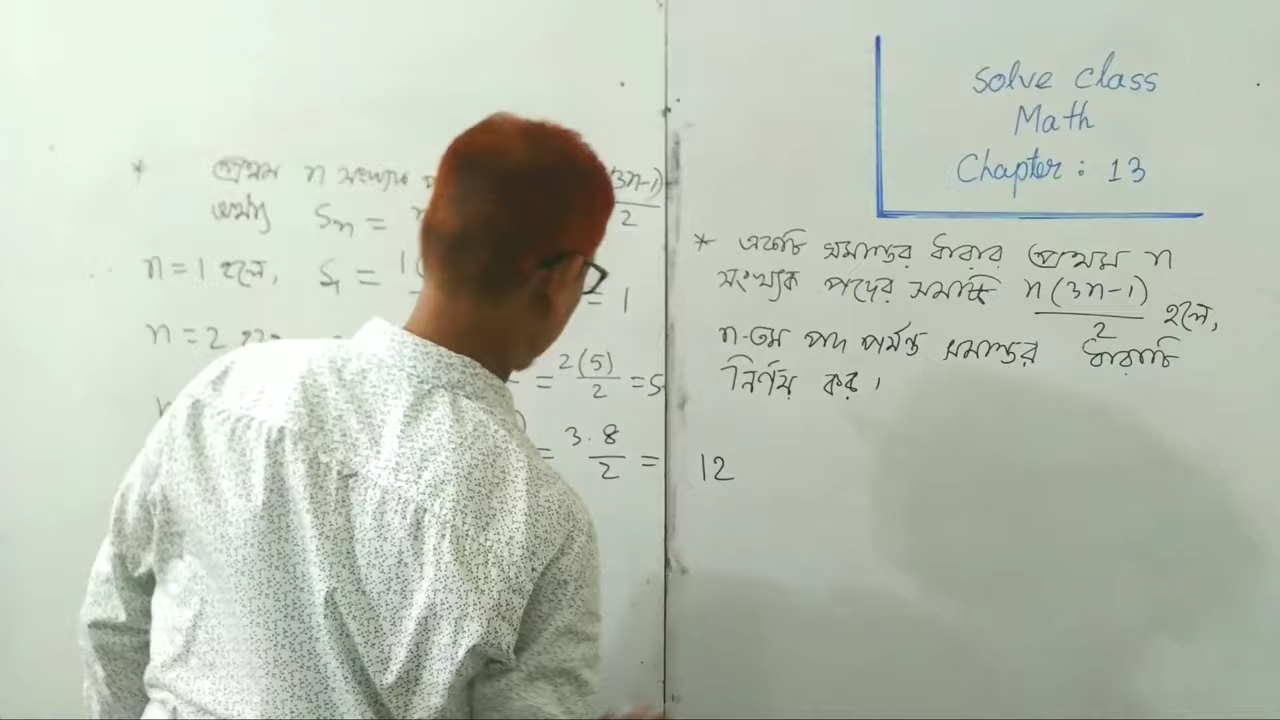 solve class
Math
Chapter : 13
* একটি সমান্তর ধারার প্রথম n
সংখ্যক পদের সমষ্টি n(3n-1)/2 হলে,
n-তম পদ পর্যন্ত সমান্তর ধারাটি
নির্ণয় কর।
* প্রথম n সংখ্যক 3n-1)/2
অর্থাৎ Sn =
n = 1 হলে, S1 = 1 = 1
n = 2 = 2(5)/2 = 5
= 3.8/2 = 12